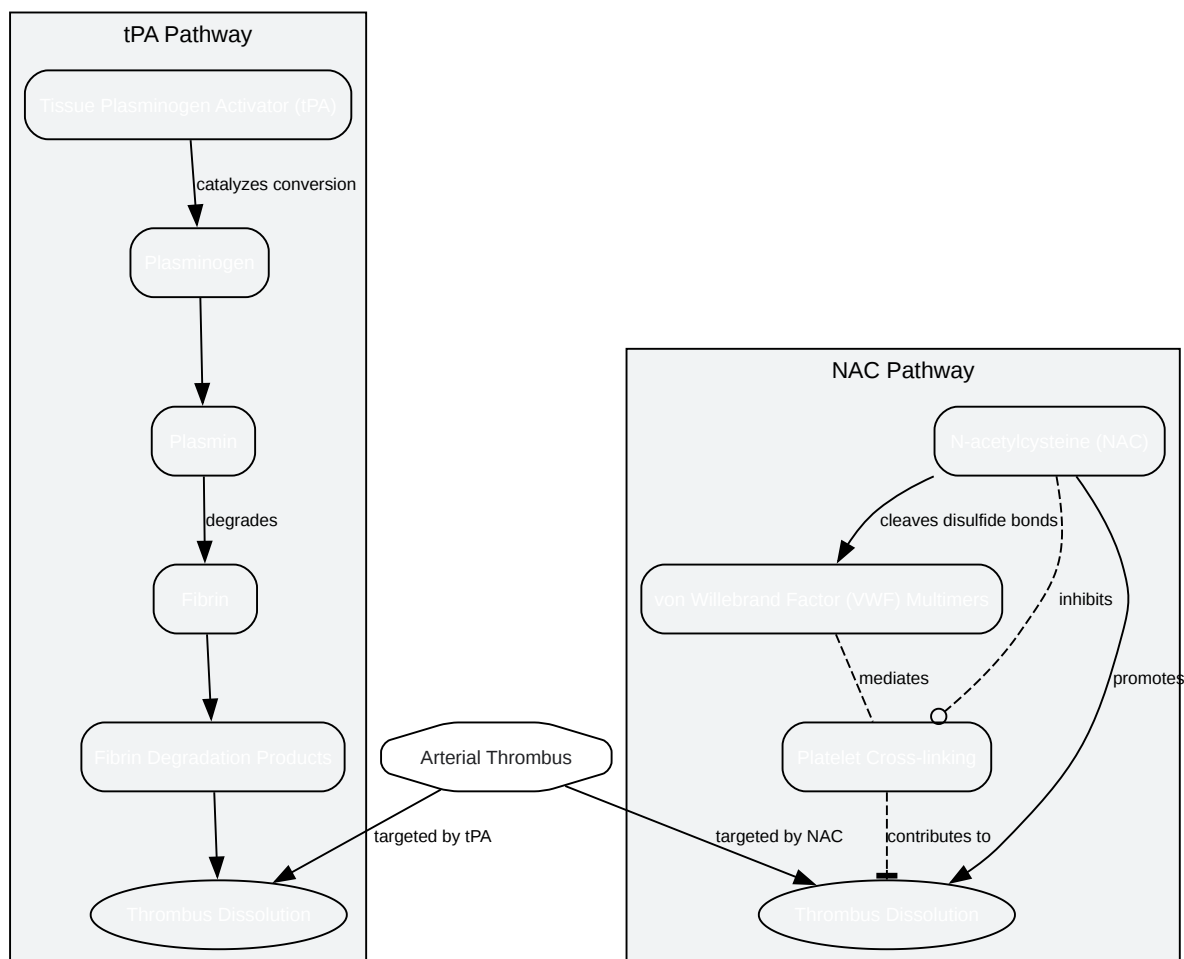 tPA Pathway
Tissue Plasminogen Activator (tPA)
catalyzes conversion
Plasminogen
Plasmin
degrades
Fibrin
Fibrin Degradation Products
Thrombus Dissolution
Arterial Thrombus
targeted by tPA
targeted by NAC
NAC Pathway
N-acetylcysteine (NAC)
cleaves disulfide bonds
von Willebrand Factor (VWF) Multimers
inhibits
mediates
promotes
Platelet Cross-linking
contributes to
Thrombus Dissolution